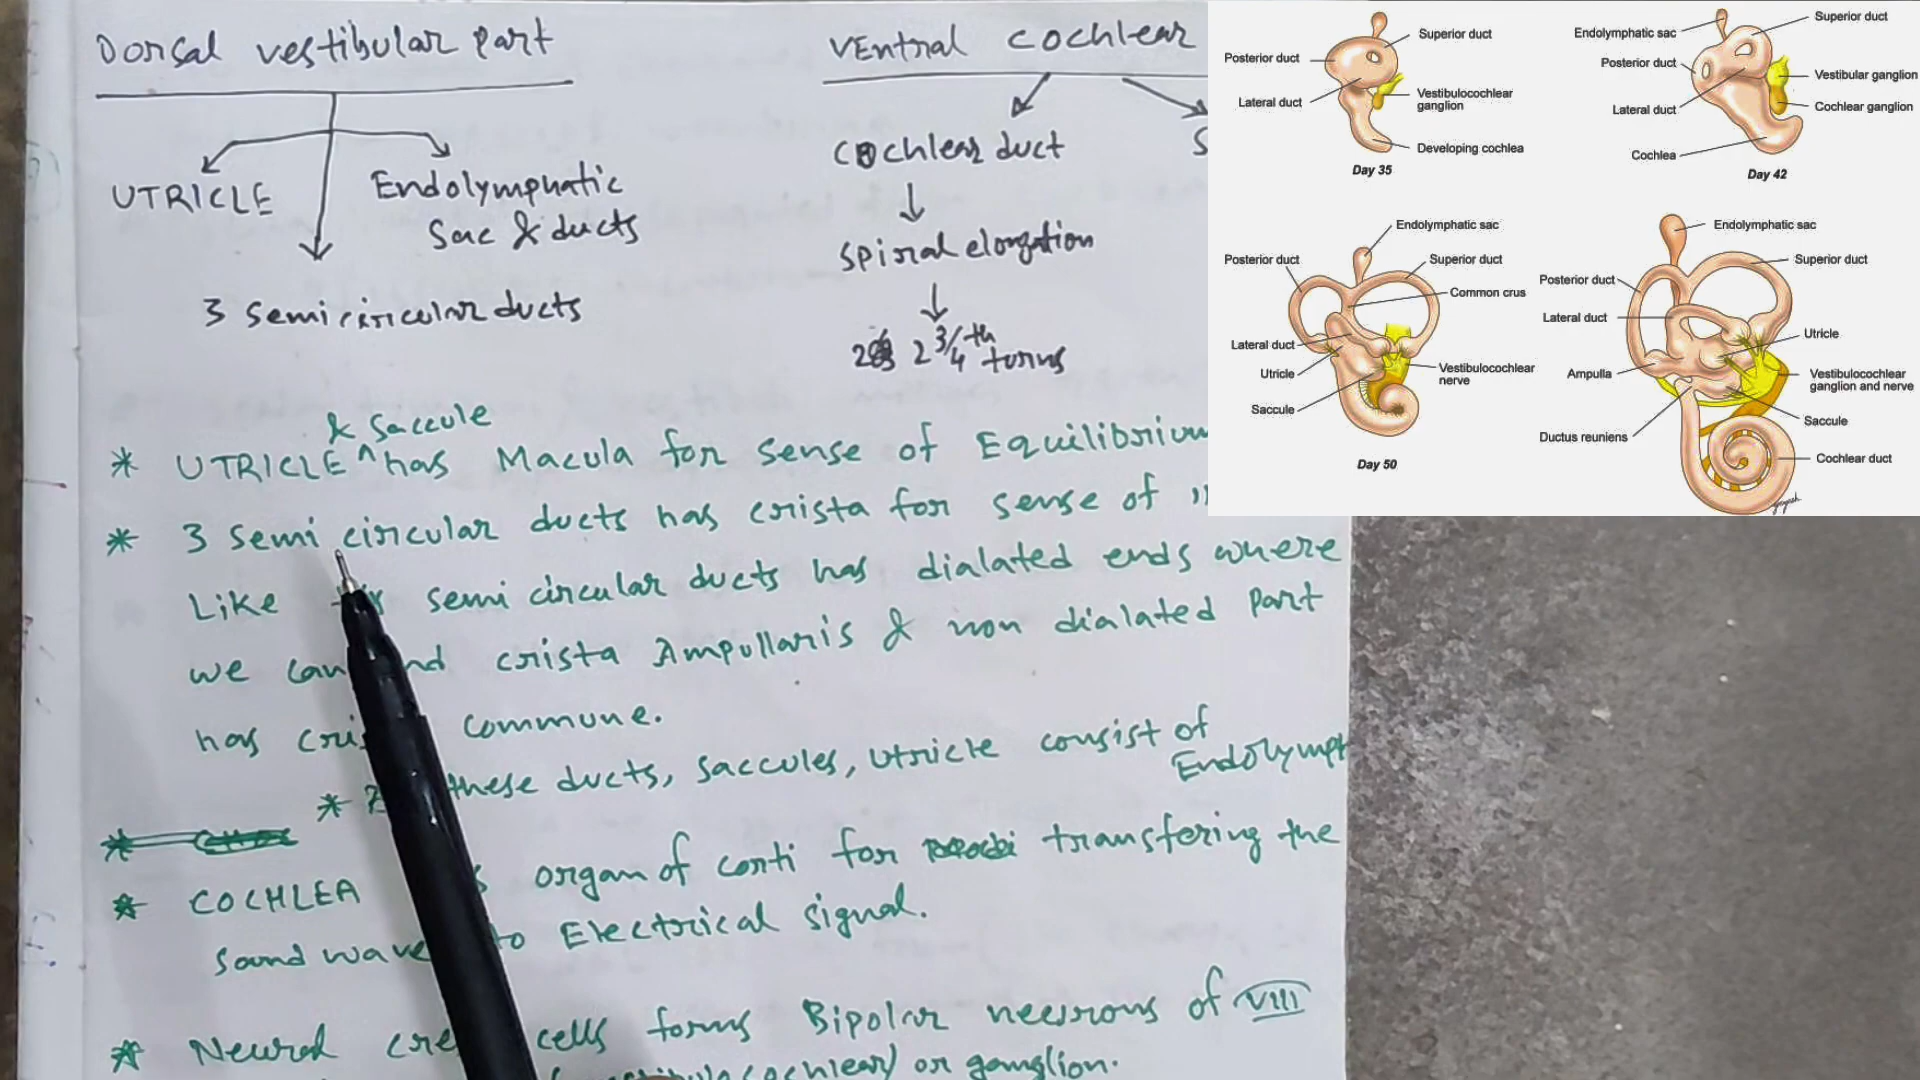 Dorsal vestibular part
UTRICLE
Endolymphatic
Sac & ducts
3 semicircular ducts
VENTRAL COCHLEAR
Cochlear duct
S
spiral elongation
2 3/4th turns
& Saccule
* UTRICLE ^ has Macula for sense of Equilibrium
* 3 semi circular ducts has crista for sense of "
Like semi circular ducts has dialated ends where
we can crista Ampullaris & non dialated part
has commune.
* these ducts, saccules, utricle consist of
Endolymph
* COCHLEA organ of corti for transfering the
sound wave to Electrical signal.
* Neural cells forms Bipolar neurons of VIII
or ganglion.
Superior duct
Posterior duct
Lateral duct
Vestibulocochlear
ganglion
Developing cochlea
Day 35
Endolymphatic sac
Superior duct
Posterior duct
Vestibular ganglion
Lateral duct
Cochlear ganglion
Cochlea
Day 42
Endolymphatic sac
Posterior duct
Superior duct
Common crus
Lateral duct
Utricle
Vestibulocochlear
nerve
Saccule
Day 50
Endolymphatic sac
Superior duct
Posterior duct
Lateral duct
Utricle
Ampulla
Vestibulocochlear
ganglion and nerve
Saccule
Ductus reuniens
Cochlear duct